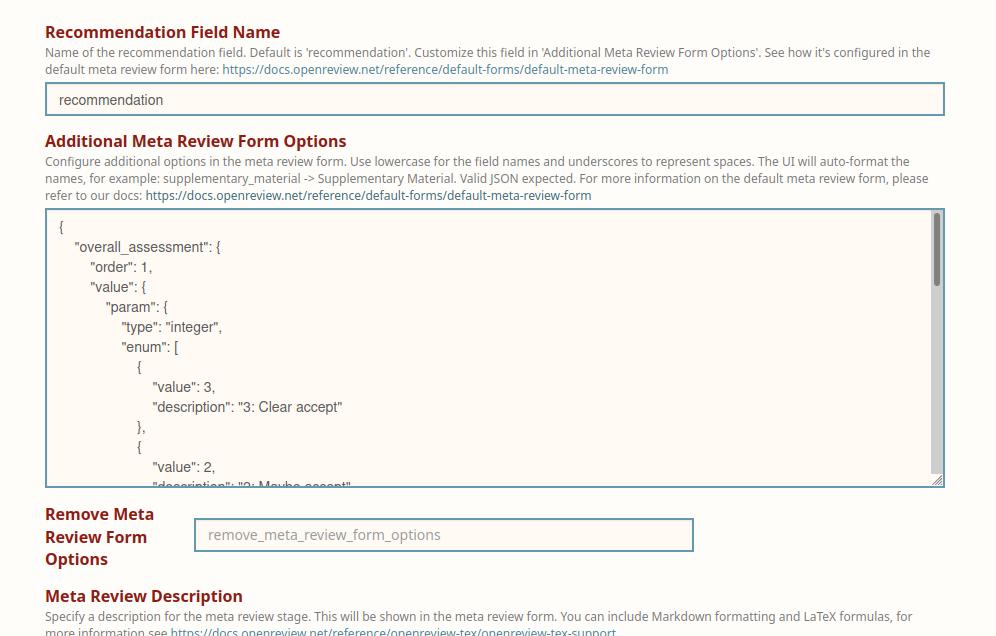 Recommendation Field Name
Name of the recommendation field. Default is 'recommendation'. Customize this field in 'Additional Meta Review Form Options'. See how it's configured in the
default meta review form here: https://docs.openreview.net/reference/default-forms/default-meta-review-form
recommendation
Additional Meta Review Form Options
Configure additional options in the meta review form. Use lowercase for the field names and underscores to represent spaces. The UI will auto-format the
names, for example: supplementary_material -> Supplementary Material. Valid JSON expected. For more information on the default meta review form, please
refer to our docs: https://docs.openreview.net/reference/default-forms/default-meta-review-form
{
"overall_assessment": {
"order": 1,
"value": {
"param": {
"type": "integer",
"enum": [
{
"value": 3,
"description": "3: Clear accept"
},
{
"value": 2,
"description": "2: Maybe accept"
Remove Meta
Review Form
Options
remove_meta_review_form_options
Meta Review Description
Specify a description for the meta review stage. This will be shown in the meta review form. You can include Markdown formatting and LaTeX formulas, for
more information see https://docs.openreview.net/reference/openreview-tex/openreview-tex-support